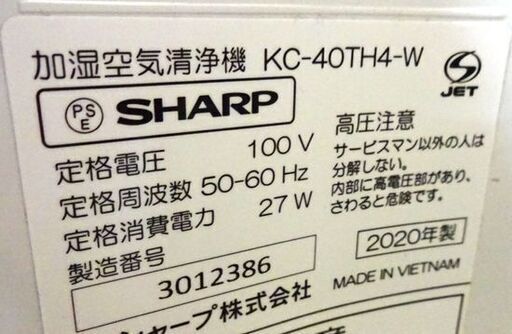 加湿空気清浄機 KC-40TH4-W
PS
E
SHARP
JET
定格電圧 100 V
定格周波数 50-60 Hz
定格消費電力 27 W
製造番号
3012386
高圧注意
サービスマン以外の人は
分解しない。
内部に高電圧部があり、
さわると危険です。
2020年製
MADE IN VIETNAM
シャープ株式会社